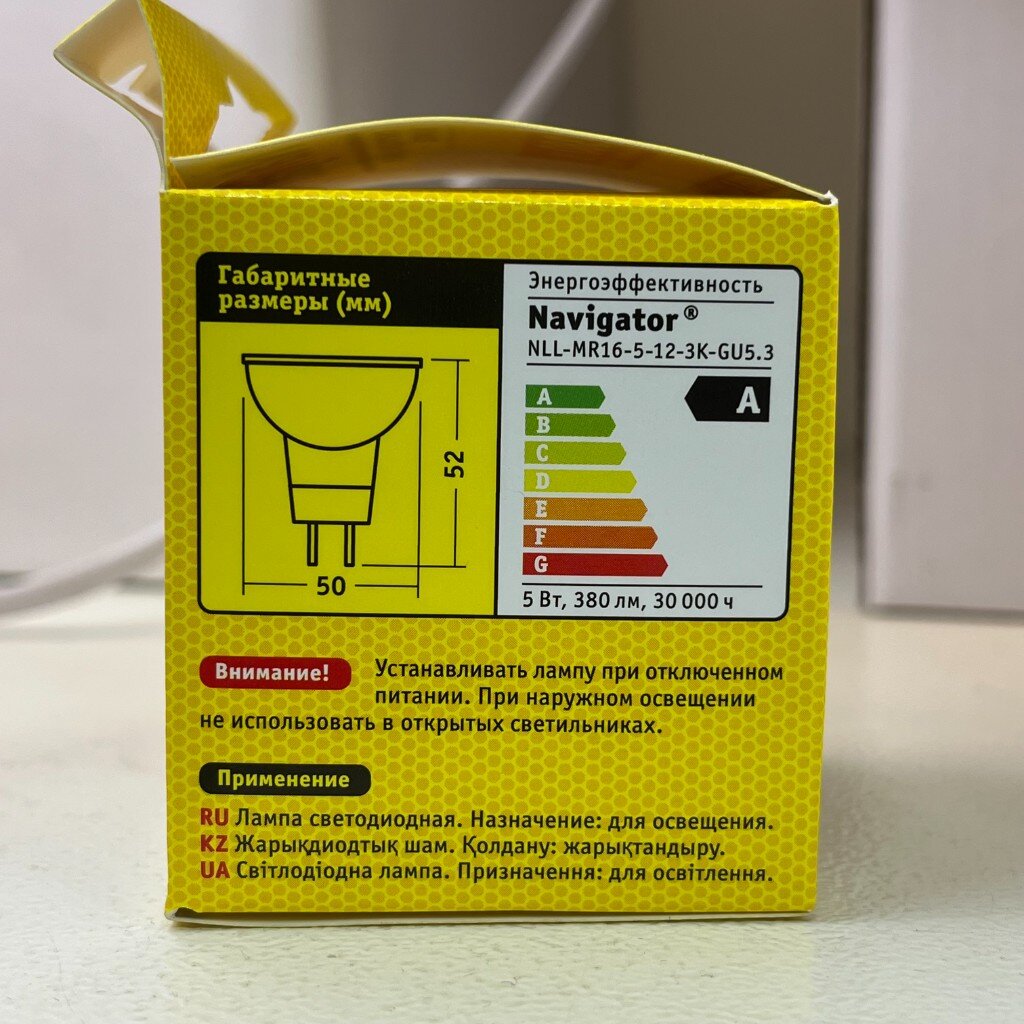 Габаритные
размеры (мм)
52
50
Энергоэффективность
Navigator®
NLL-MR16-5-12-3K-GU5.3
A
A
B
C
D
E
F
G
5 Вт, 380 лм, 30 000 ч
Внимание! Устанавливать лампу при отключенном
питании. При наружном освещении
не использовать в открытых светильниках.
Применение
RU Лампа светодиодная. Назначение: для освещения.
KZ Жарықдиодтық шам. Қолдану: жарықтандыру.
UA Світлодіодна лампа. Призначення: для освітлення.